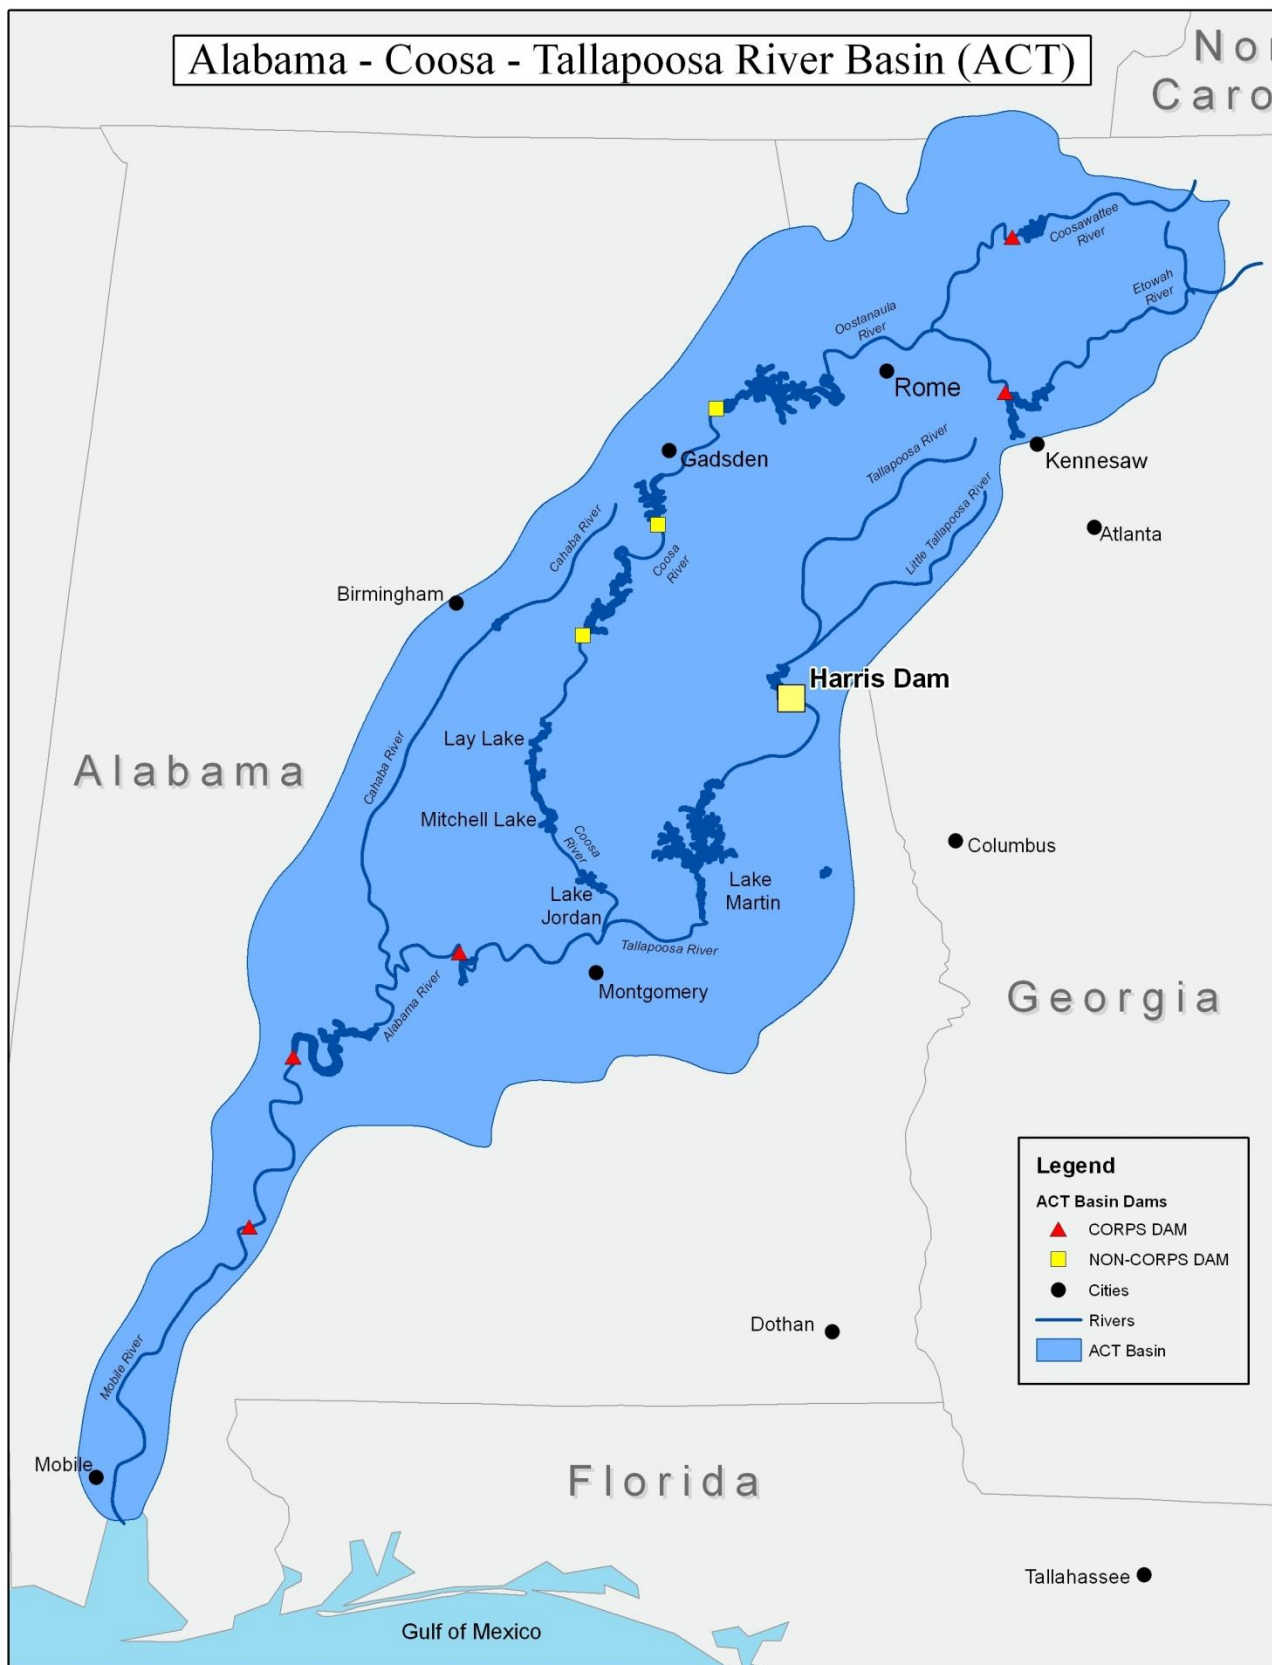 Alabama - Coosa - Tallapoosa River Basin (ACT)
Nor
Caro
Coosawattee
River
Etowah
River
Oostanaula
River
Rome
Tallapoosa River
Gadsden
Kennesaw
Little Tallapoosa River
Cahaba River
Atlanta
Coosa
River
Birmingham
Harris Dam
Lay Lake
Alabama
Cahaba River
Mitchell Lake
Coosa
River
Columbus
Lake
Martin
Lake
Jordan
Tallapoosa River
Montgomery
Alabama River
Georgia
Legend
ACT Basin Dams
CORPS DAM
NON-CORPS DAM
Cities
Rivers
ACT Basin
Dothan
Mobile River
Mobile
Florida
Tallahassee
Gulf of Mexico